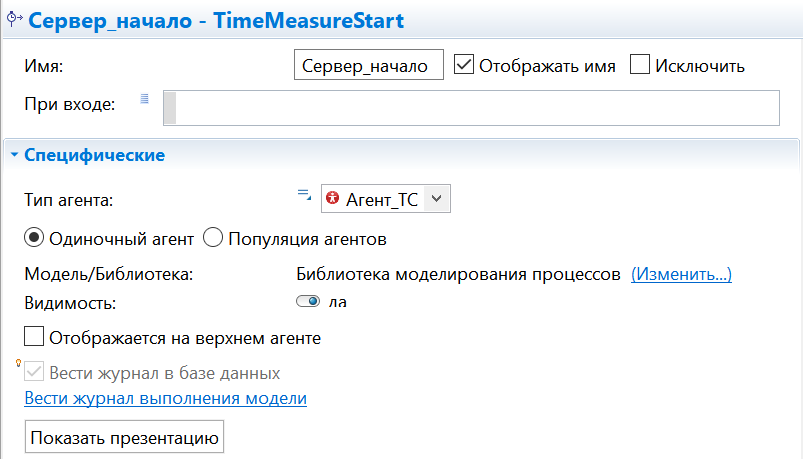 Сервер_начало - TimeMeasureStart
Имя: Сервер_начало Отображать имя Исключить
При входе:
Специфические
Тип агента: Агент_ТС
Одиночный агент Популяция агентов
Модель/Библиотека: Библиотека моделирования процессов (Изменить...)
Видимость: да
Отображается на верхнем агенте
Вести журнал в базе данных
Вести журнал выполнения модели
Показать презентацию